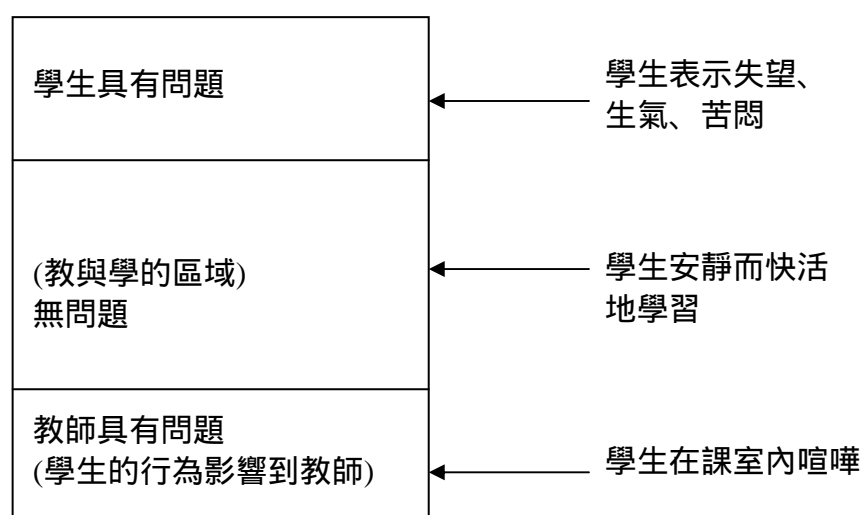 學生具有問題
學生表示失望、
生氣、苦悶
(教與學的區域)
無問題
學生安靜而快活
地學習
教師具有問題
(學生的行為影響到教師)
學生在課室內喧嘩